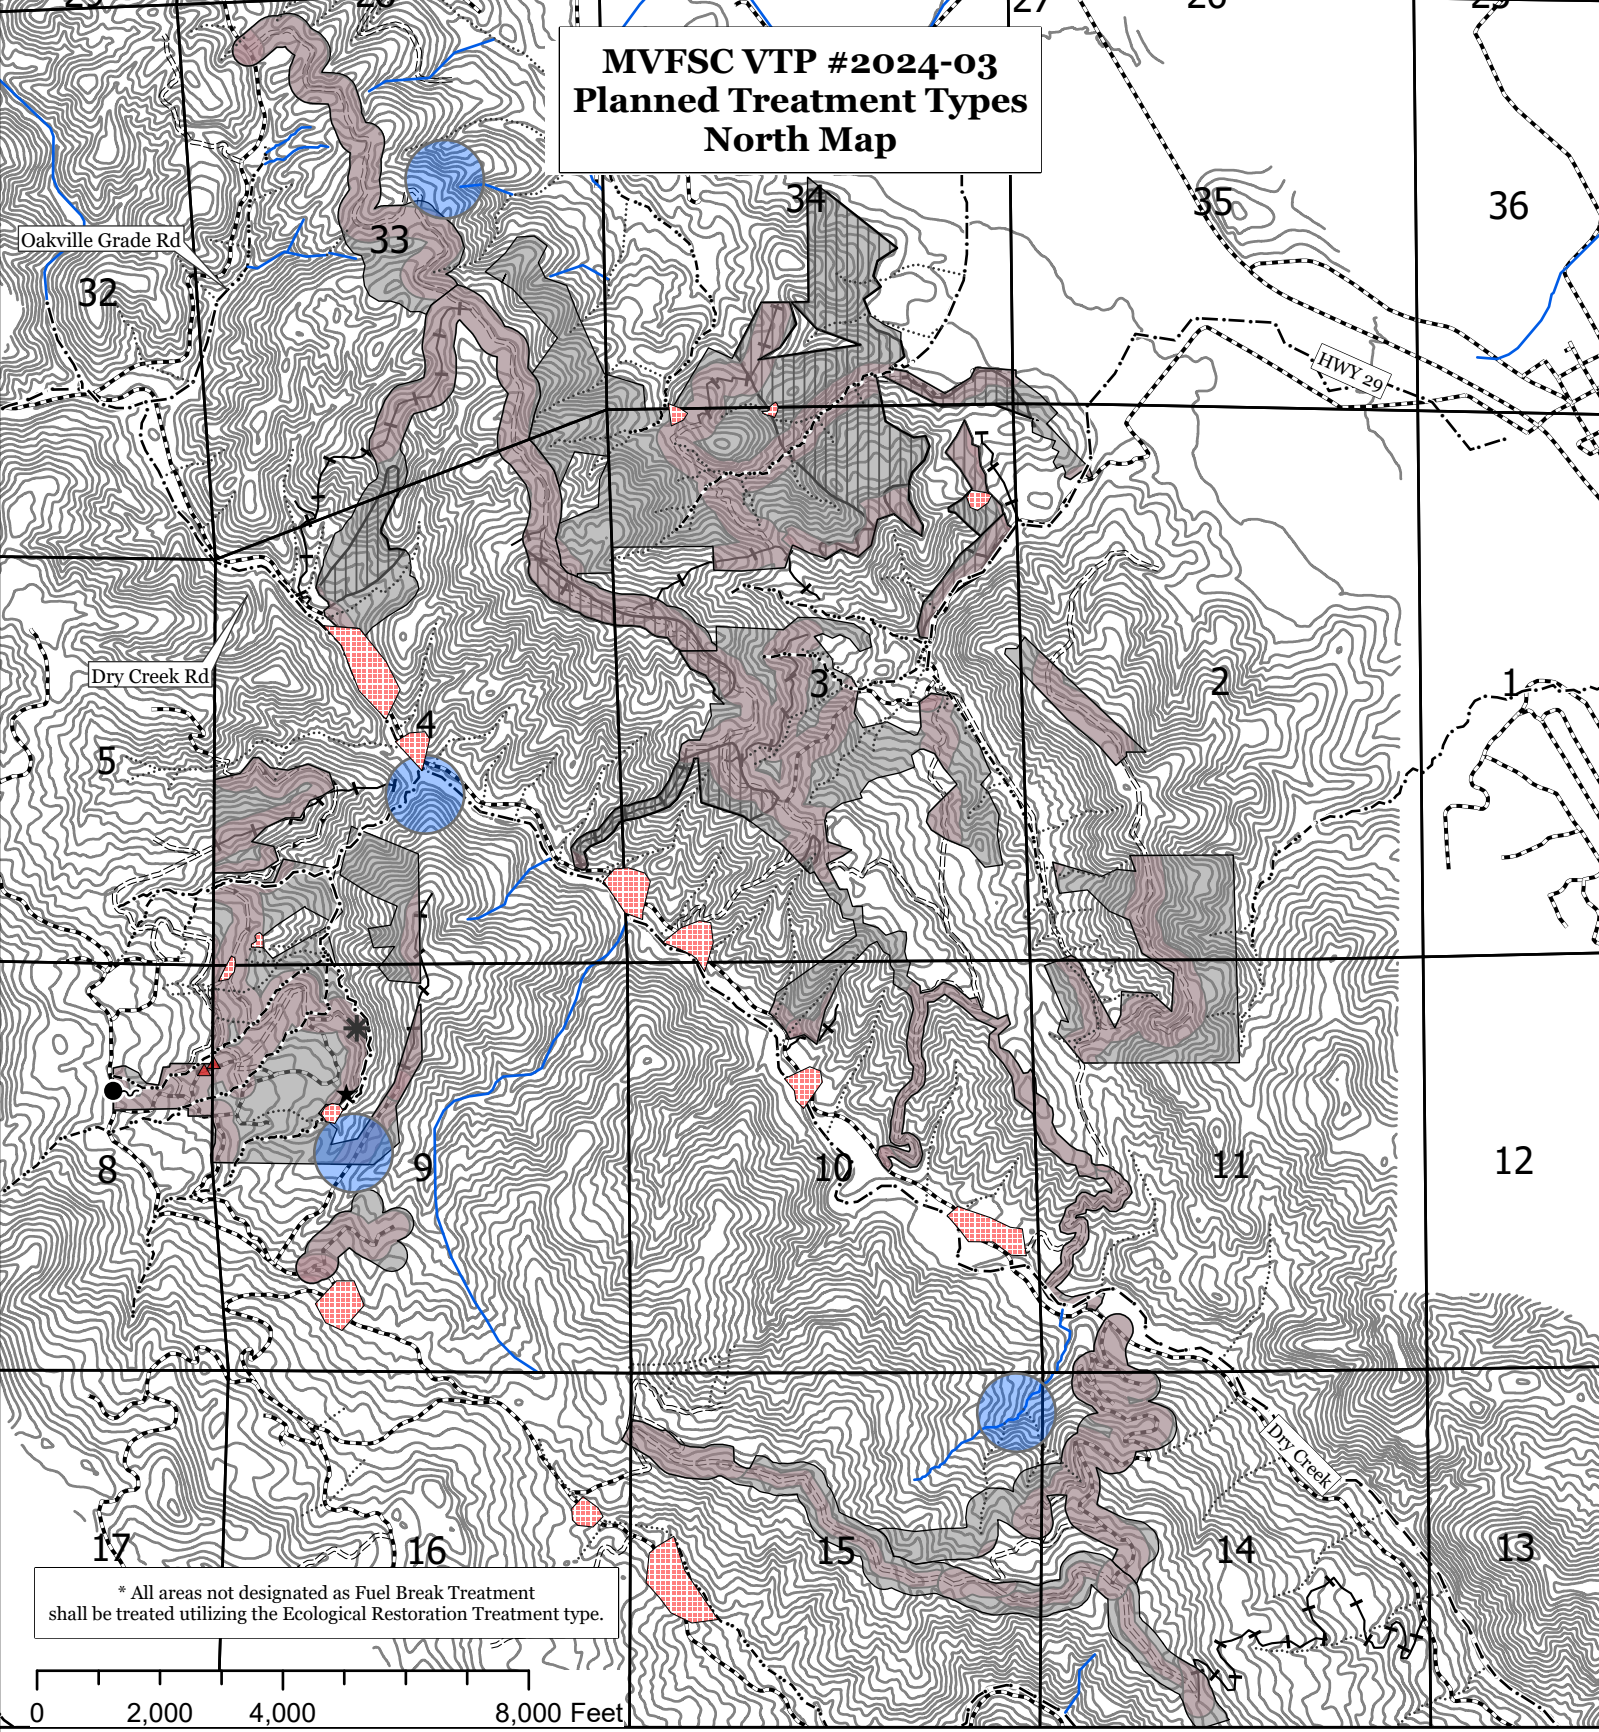 27
MVFSC VTP #2024-03
Planned Treatment Types
North Map
34
35
36
Oakville Grade Rd
33
32
HWY 29
Dry Creek Rd
3
2
1
4
5
8
9
10
11
12
Dry Creek
17
16
15
14
13
* All areas not designated as Fuel Break Treatment
shall be treated utilizing the Ecological Restoration Treatment type.
0 2,000 4,000 8,000 Feet